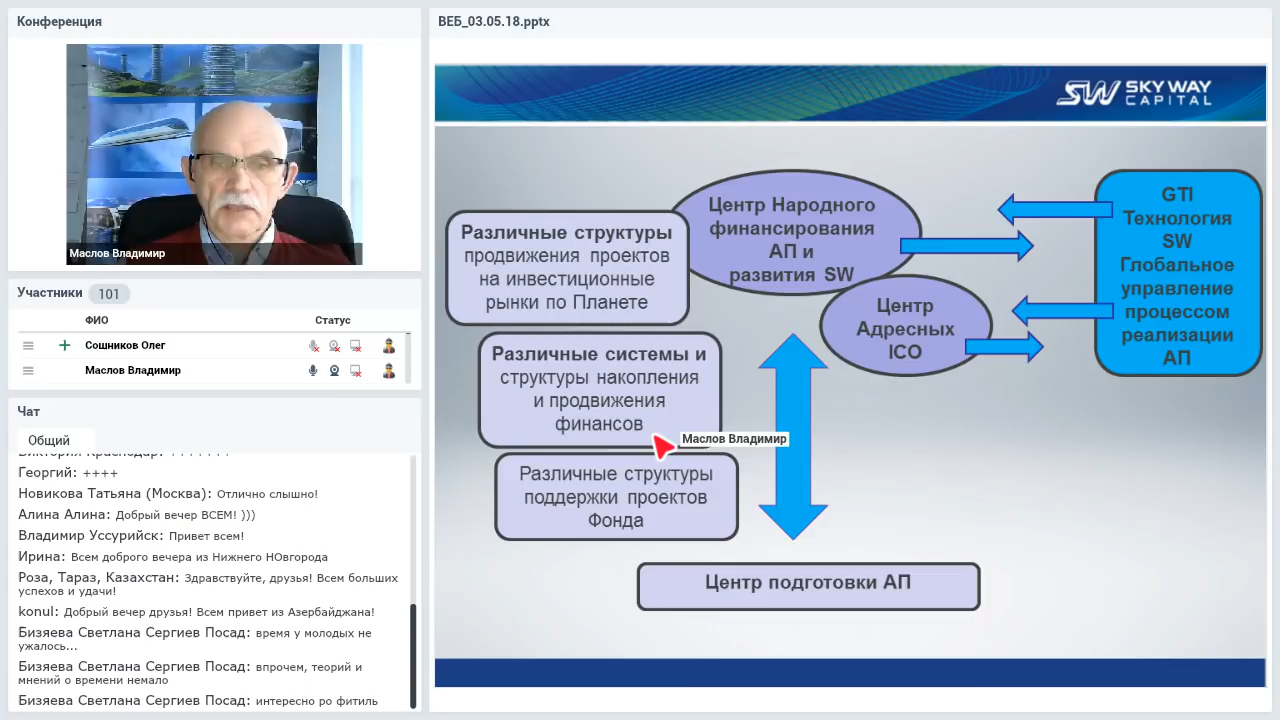 Конференция
Маслов Владимир
Участники 101
ФИО Статус
Сошников Олег
Маслов Владимир
Чат
Общий
Георгий: ++++
Новикова Татьяна (Москва): Отлично слышно!
Алина Алина: Добрый вечер ВСЕМ! )))
Владимир Уссурийск: Привет всем!
Ирина: Всем доброго вечера из Нижнего НОвгорода
Роза, Тараз, Казахстан: Здравствуйте, друзья! Всем больших
успехов и удачи!
konul: Добрый вечер друзья! Всем привет из Азербайджана!
Бизяева Светлана Сергиев Посад: время у молодых не
ужалось...
Бизяева Светлана Сергиев Посад: впрочем, теорий и
мнений о времени немало
Бизяева Светлана Сергиев Посад: интересно ро фитиль
ВЕБ_03.05.18.pptx
SW SKY WAY
CAPITAL
Различные структуры
продвижения проектов
на инвестиционные
рынки по Планете
Центр Народного
финансирования
АП и
развития SW
Центр
Адресных
ICO
GTI
Технология
SW
Глобальное
управление
процессом
реализации
АП
Различные системы и
структуры накопления
и продвижения
финансов
Маслов Владимир
Различные структуры
поддержки проектов
Фонда
Центр подготовки АП